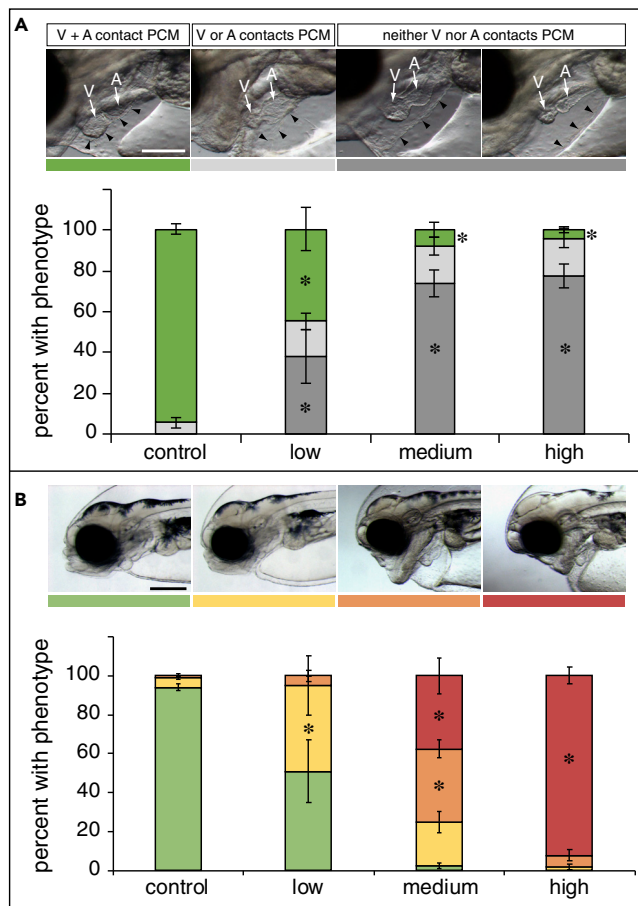 A
V + A contact PCM
V or A contacts PCM
neither V nor A contacts PCM
V A
V A
V A
V A
percent with phenotype
100
80
60
40
20
0
*
*
*
*
*
*
control
low
medium
high
B
percent with phenotype
100
80
60
40
20
0
*
*
*
*
control
low
medium
high